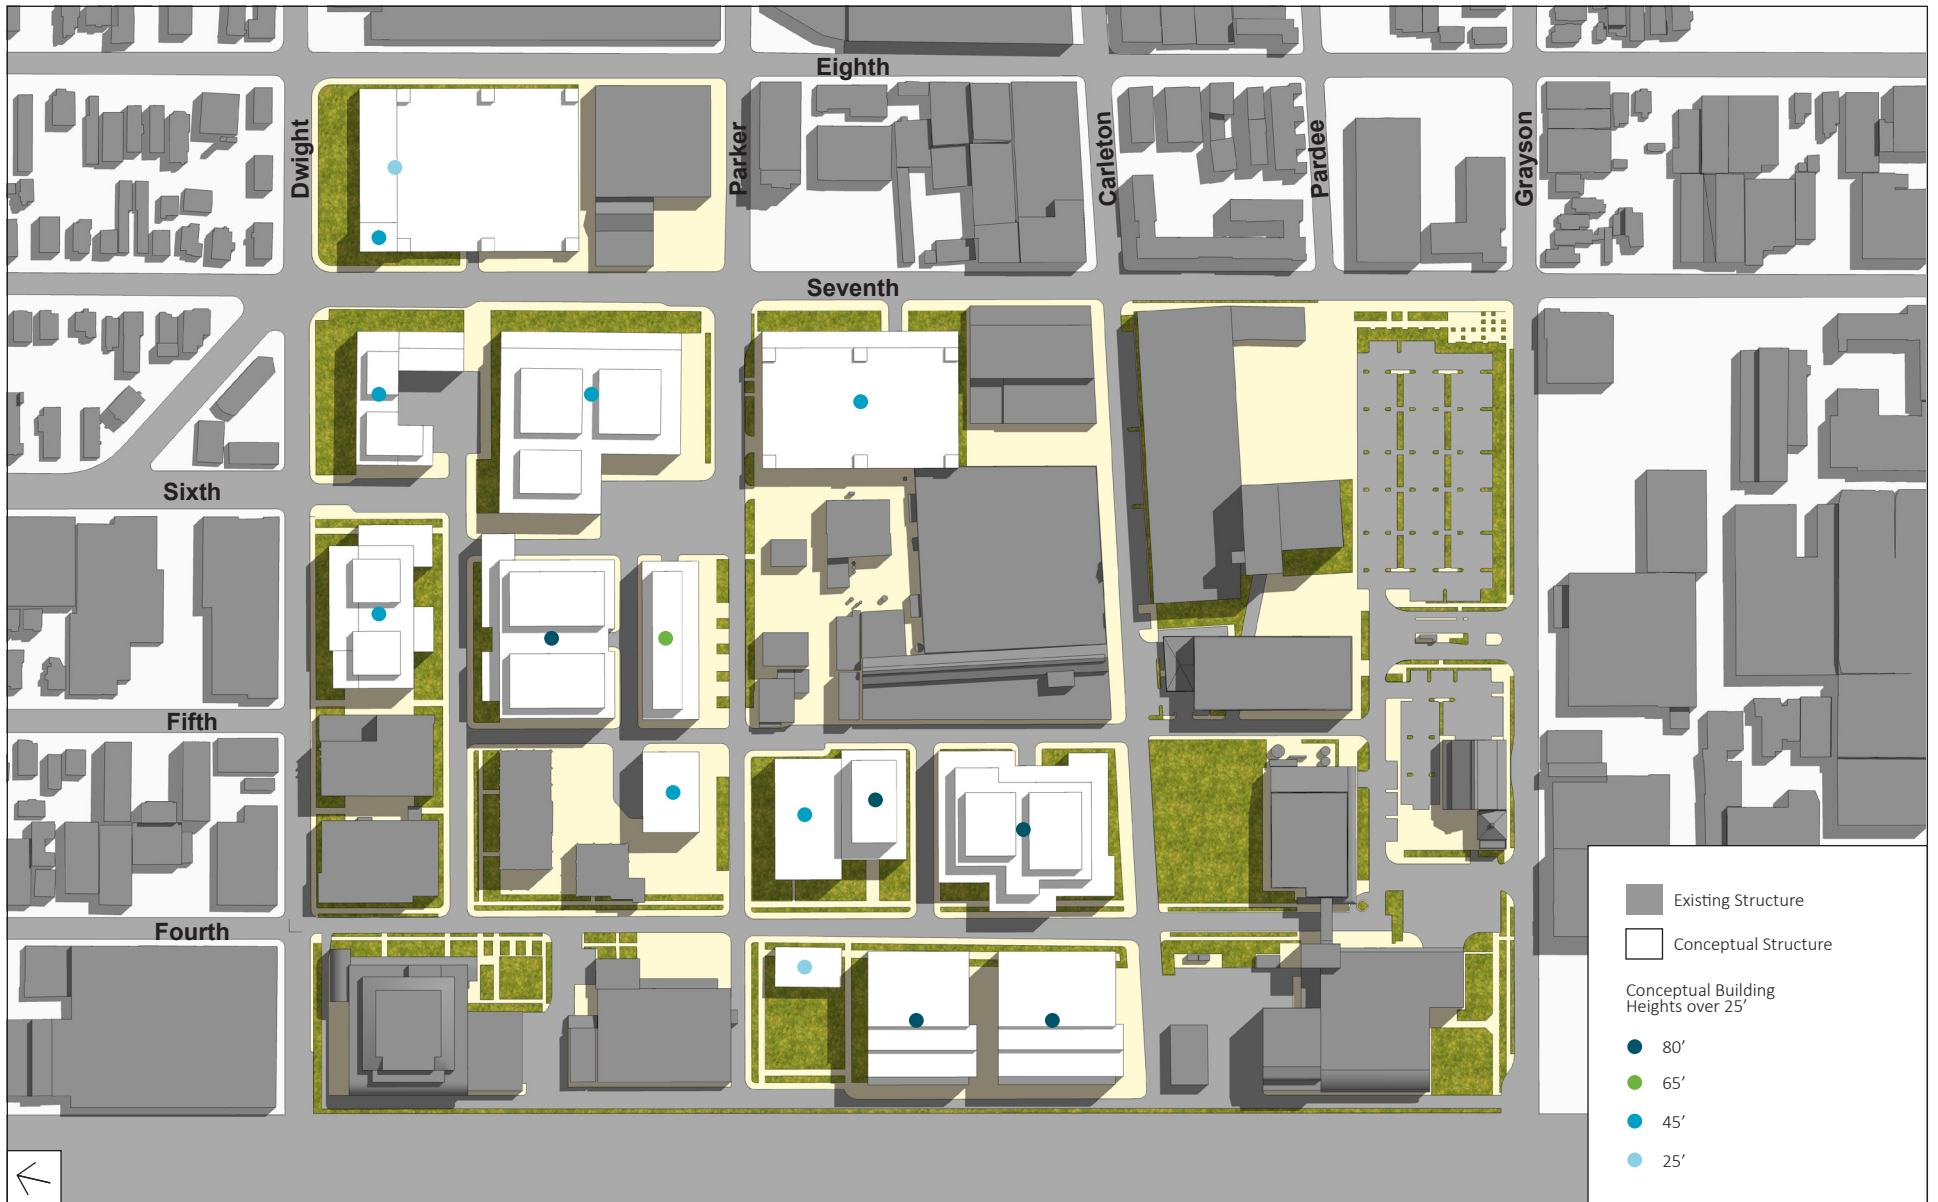 Eighth
Dwight
Parker
Carleton
Pardee
Grayson
Seventh
Sixth
Fifth
Fourth
Existing Structure
Conceptual Structure
Conceptual Building
Heights over 25’
80’
65’
45’
25’